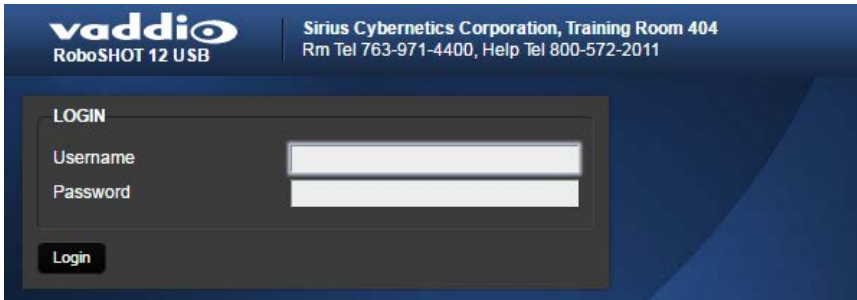 vaddio
RoboSHOT 12 USB
Sirius Cybernetics Corporation, Training Room 404
Rm Tel 763-971-4400, Help Tel 800-572-2011
LOGIN
Username
Password
Login